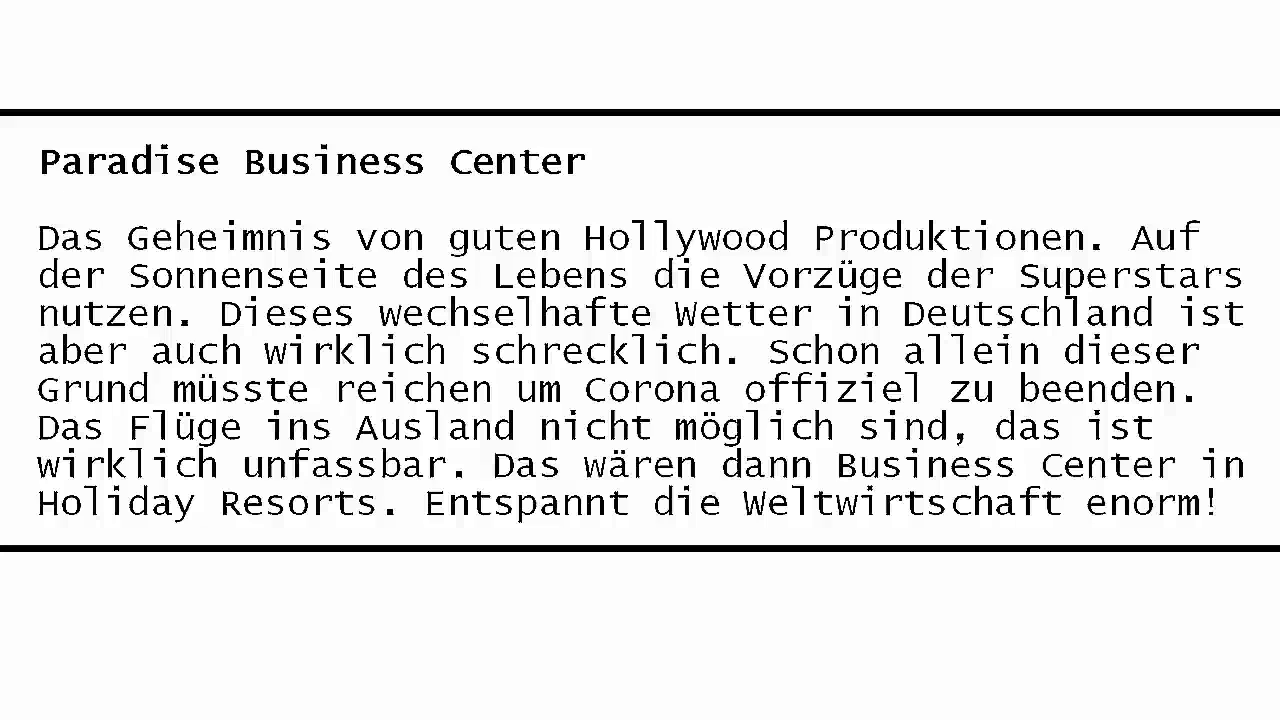 Paradise Business Center
Das Geheimnis von guten Hollywood Produktionen. Auf
der Sonnenseite des Lebens die Vorzüge der Superstars
nutzen. Dieses wechselhafte Wetter in Deutschland ist
aber auch wirklich schrecklich. Schon allein dieser
Grund müsste reichen um Corona offiziel zu beenden.
Das Flüge ins Ausland nicht möglich sind, das ist
wirklich unfassbar. Das wären dann Business Center in
Holiday Resorts. Entspannt die Weltwirtschaft enorm!